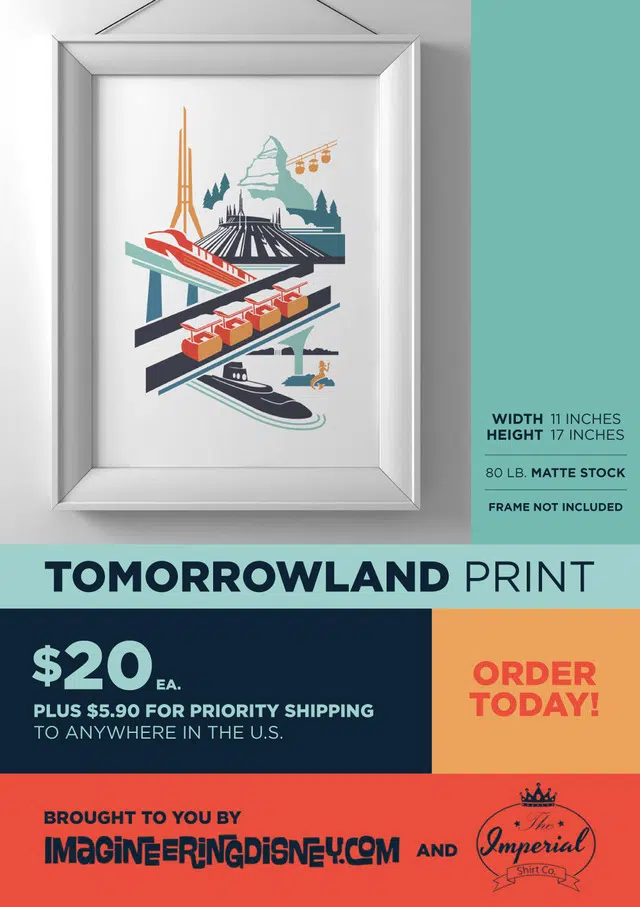 WIDTH 11 INCHES
HEIGHT 17 INCHES
80 LB. MATTE STOCK
FRAME NOT INCLUDED
TOMORROWLAND PRINT
$20 EA.
PLUS $5.90 FOR PRIORITY SHIPPING
TO ANYWHERE IN THE U.S.
ORDER
TODAY!
BROUGHT TO YOU BY
IMAGINEERINGDISNEY.COM AND
The
Imperial
Shirt Co.